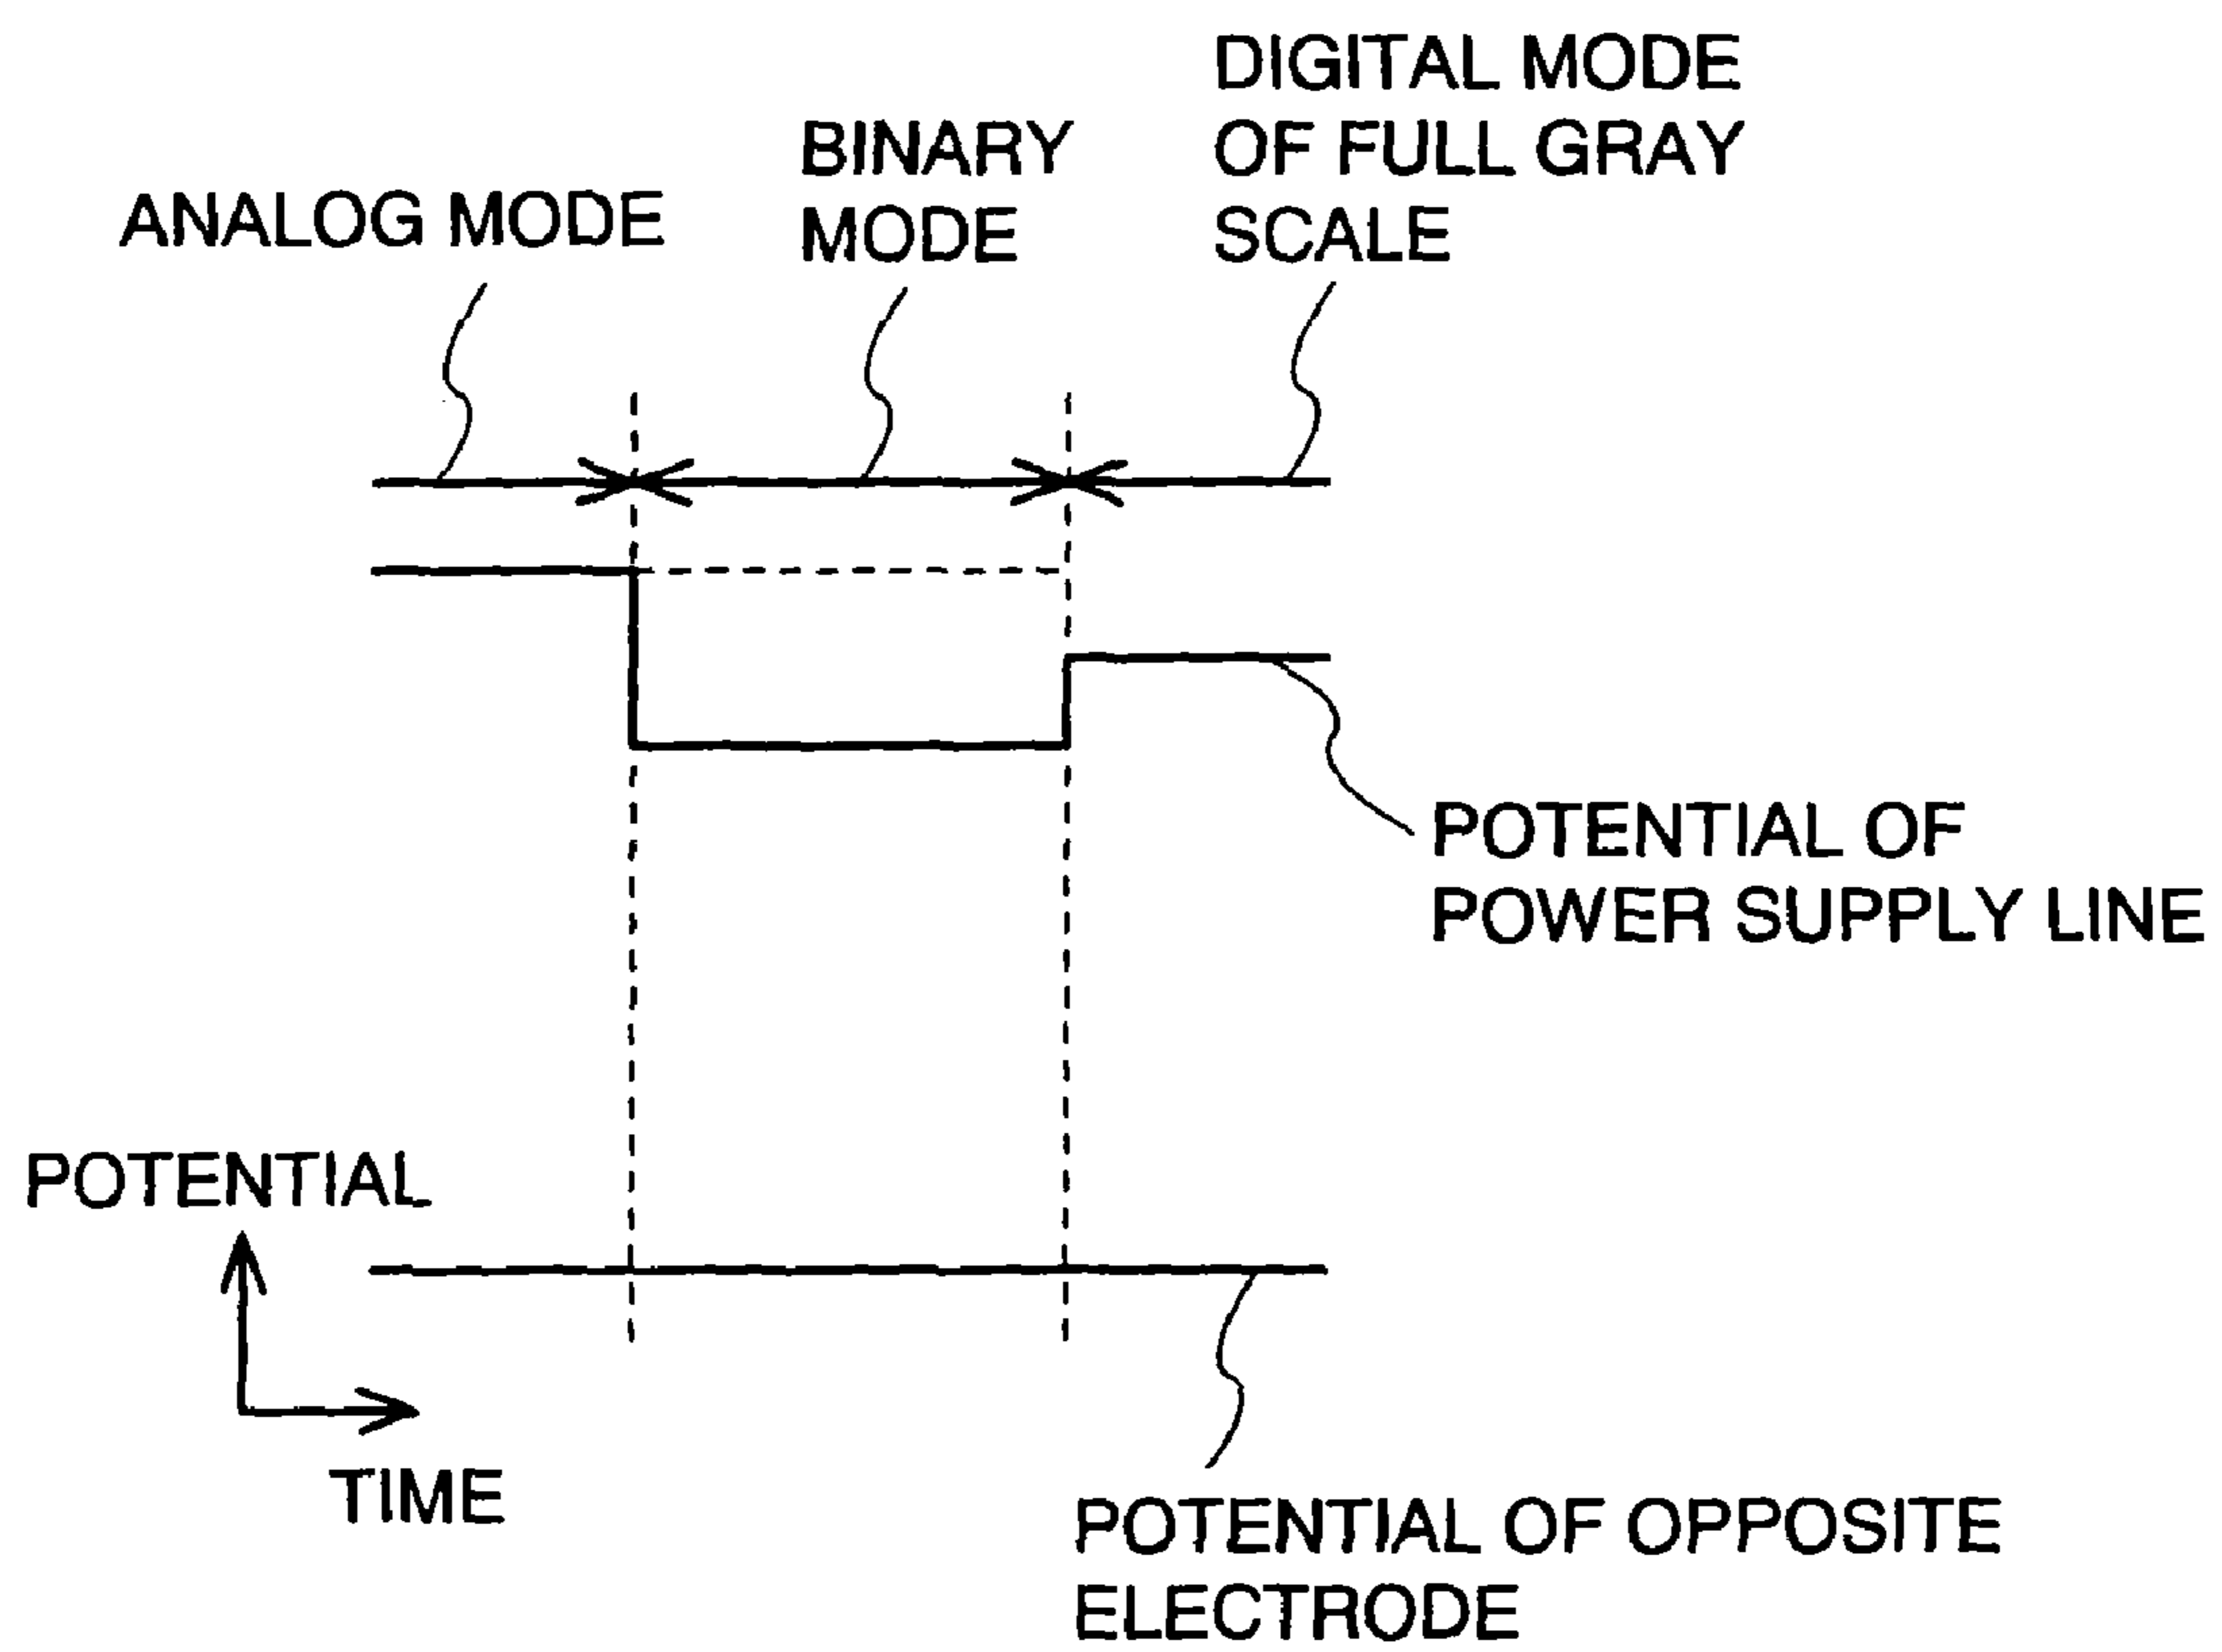 ANALOG MODE
BINARY
MODE
DIGITAL MODE
OF FULL GRAY
SCALE
POTENTIAL OF
POWER SUPPLY LINE
POTENTIAL
TIME
POTENTIAL OF OPPOSITE
ELECTRODE